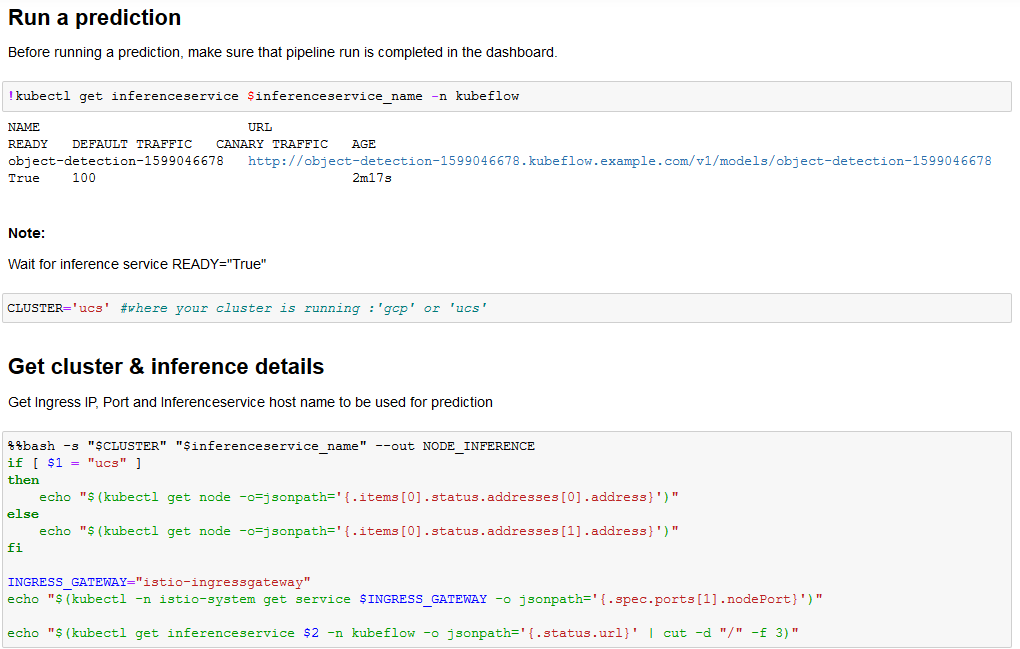 Run a prediction
Before running a prediction, make sure that pipeline run is completed in the dashboard.
!kubectl get inferenceservice $inferenceservice_name -n kubeflow
NAME                          URL
READY   DEFAULT TRAFFIC   CANARY TRAFFIC   AGE
object-detection-1599046678   http://object-detection-1599046678.kubeflow.example.com/v1/models/object-detection-1599046678
True    100                                2m17s
Note:
Wait for inference service READY="True"
CLUSTER='ucs' #where your cluster is running :'gcp' or 'ucs'
Get cluster & inference details
Get Ingress IP, Port and Inferenceservice host name to be used for prediction
%%bash -s "$CLUSTER" "$inferenceservice_name" --out NODE_INFERENCE
if [ $1 = "ucs" ]
then
    echo "$(kubectl get node -o=jsonpath='{.items[0].status.addresses[0].address}')"
else
    echo "$(kubectl get node -o=jsonpath='{.items[0].status.addresses[1].address}')"
fi
INGRESS_GATEWAY="istio-ingressgateway"
echo "$(kubectl -n istio-system get service $INGRESS_GATEWAY -o jsonpath='{.spec.ports[1].nodePort}')"
echo "$(kubectl get inferenceservice $2 -n kubeflow -o jsonpath='{.status.url}' | cut -d "/" -f 3)"